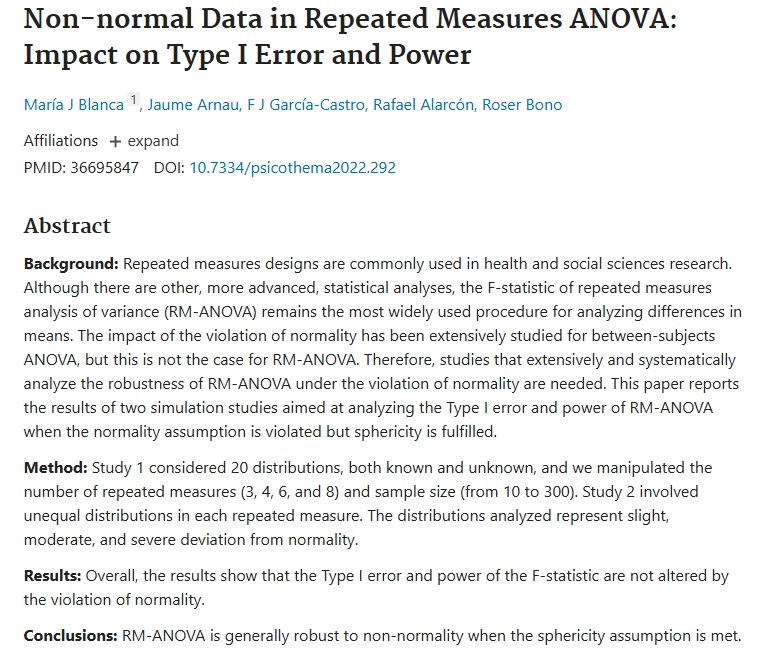 Non-normal Data in Repeated Measures ANOVA:
Impact on Type I Error and Power
María J Blanca 1, Jaume Arnau, F J García-Castro, Rafael Alarcón, Roser Bono
Affiliations + expand
PMID: 36695847 DOI: 10.7334/psicothema2022.292
Abstract
Background: Repeated measures designs are commonly used in health and social sciences research.
Although there are other, more advanced, statistical analyses, the F-statistic of repeated measures
analysis of variance (RM-ANOVA) remains the most widely used procedure for analyzing differences in
means. The impact of the violation of normality has been extensively studied for between-subjects
ANOVA, but this is not the case for RM-ANOVA. Therefore, studies that extensively and systematically
analyze the robustness of RM-ANOVA under the violation of normality are needed. This paper reports
the results of two simulation studies aimed at analyzing the Type I error and power of RM-ANOVA
when the normality assumption is violated but sphericity is fulfilled.
Method: Study 1 considered 20 distributions, both known and unknown, and we manipulated the
number of repeated measures (3, 4, 6, and 8) and sample size (from 10 to 300). Study 2 involved
unequal distributions in each repeated measure. The distributions analyzed represent slight,
moderate, and severe deviation from normality.
Results: Overall, the results show that the Type I error and power of the F-statistic are not altered by
the violation of normality.
Conclusions: RM-ANOVA is generally robust to non-normality when the sphericity assumption is met.